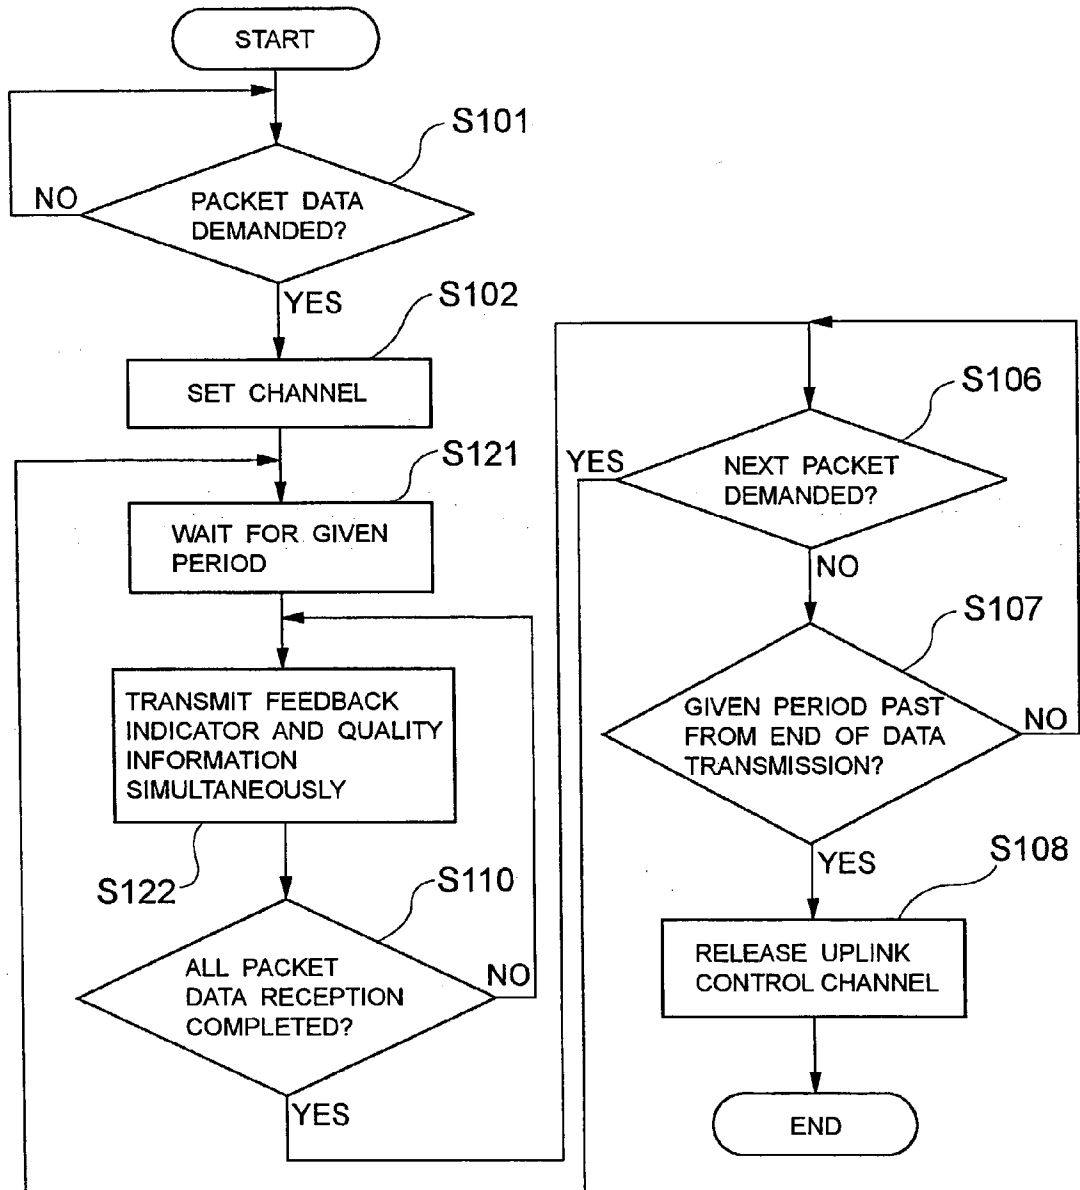 START
S101
NO
PACKET DATA
DEMANDED?
YES
S102
SET CHANNEL
S121
WAIT FOR GIVEN
PERIOD
TRANSMIT FEEDBACK
INDICATOR AND QUALITY
INFORMATION
SIMULTANEOUSLY
S122
S110
ALL PACKET
DATA RECEPTION
COMPLETED?
NO
YES
S106
YES
NEXT PACKET
DEMANDED?
NO
S107
GIVEN PERIOD PAST
FROM END OF DATA
TRANSMISSION?
NO
YES
S108
RELEASE UPLINK
CONTROL CHANNEL
END